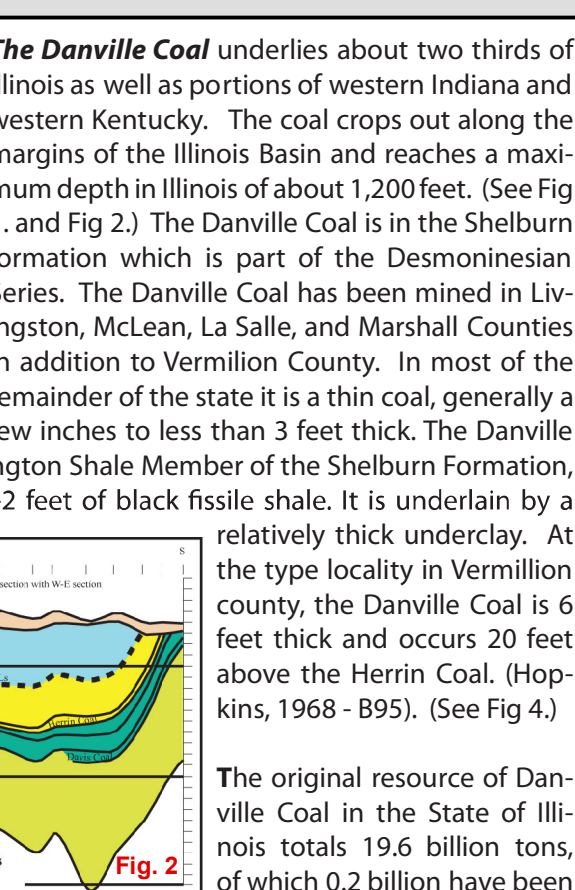 he Danville Coal underlies about two thirds of
llinois as well as portions of western Indiana and
western Kentucky. The coal crops out along the
margins of the Illinois Basin and reaches a maxi-
mum depth in Illinois of about 1,200 feet. (See Fig
. and Fig 2.) The Danville Coal is in the Shelburn
ormation which is part of the Desmoninesian
Series. The Danville Coal has been mined in Liv-
ngston, McLean, La Salle, and Marshall Counties
n addition to Vermilion County. In most of the
emainder of the state it is a thin coal, generally a
ew inches to less than 3 feet thick. The Danville
ngton Shale Member of the Shelburn Formation,
-2 feet of black fissile shale. It is underlain by a
relatively thick underclay. At
the type locality in Vermillion
county, the Danville Coal is 6
feet thick and occurs 20 feet
above the Herrin Coal. (Hop-
kins, 1968 - B95). (See Fig 4.)
The original resource of Dan-
ville Coal in the State of Illi-
nois totals 19.6 billion tons,
of which 0.2 billion have been
S
section with W-E section
Ls
Herrin Coal
Davis Coal
s
Fig. 2